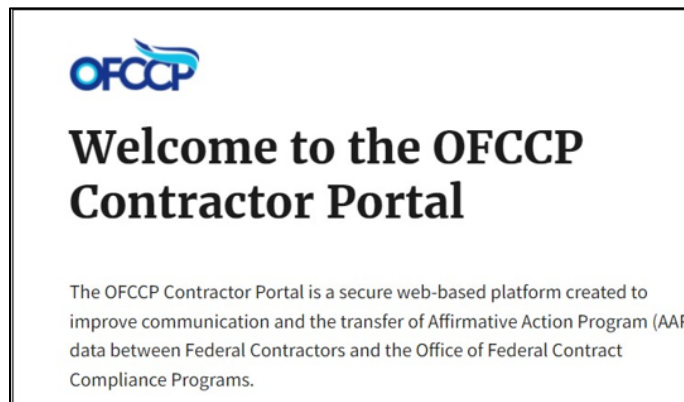 OFCCP
Welcome to the OFCCP
Contractor Portal
The OFCCP Contractor Portal is a secure web-based platform created to
improve communication and the transfer of Affirmative Action Program (AAP
data between Federal Contractors and the Office of Federal Contract
Compliance Programs.